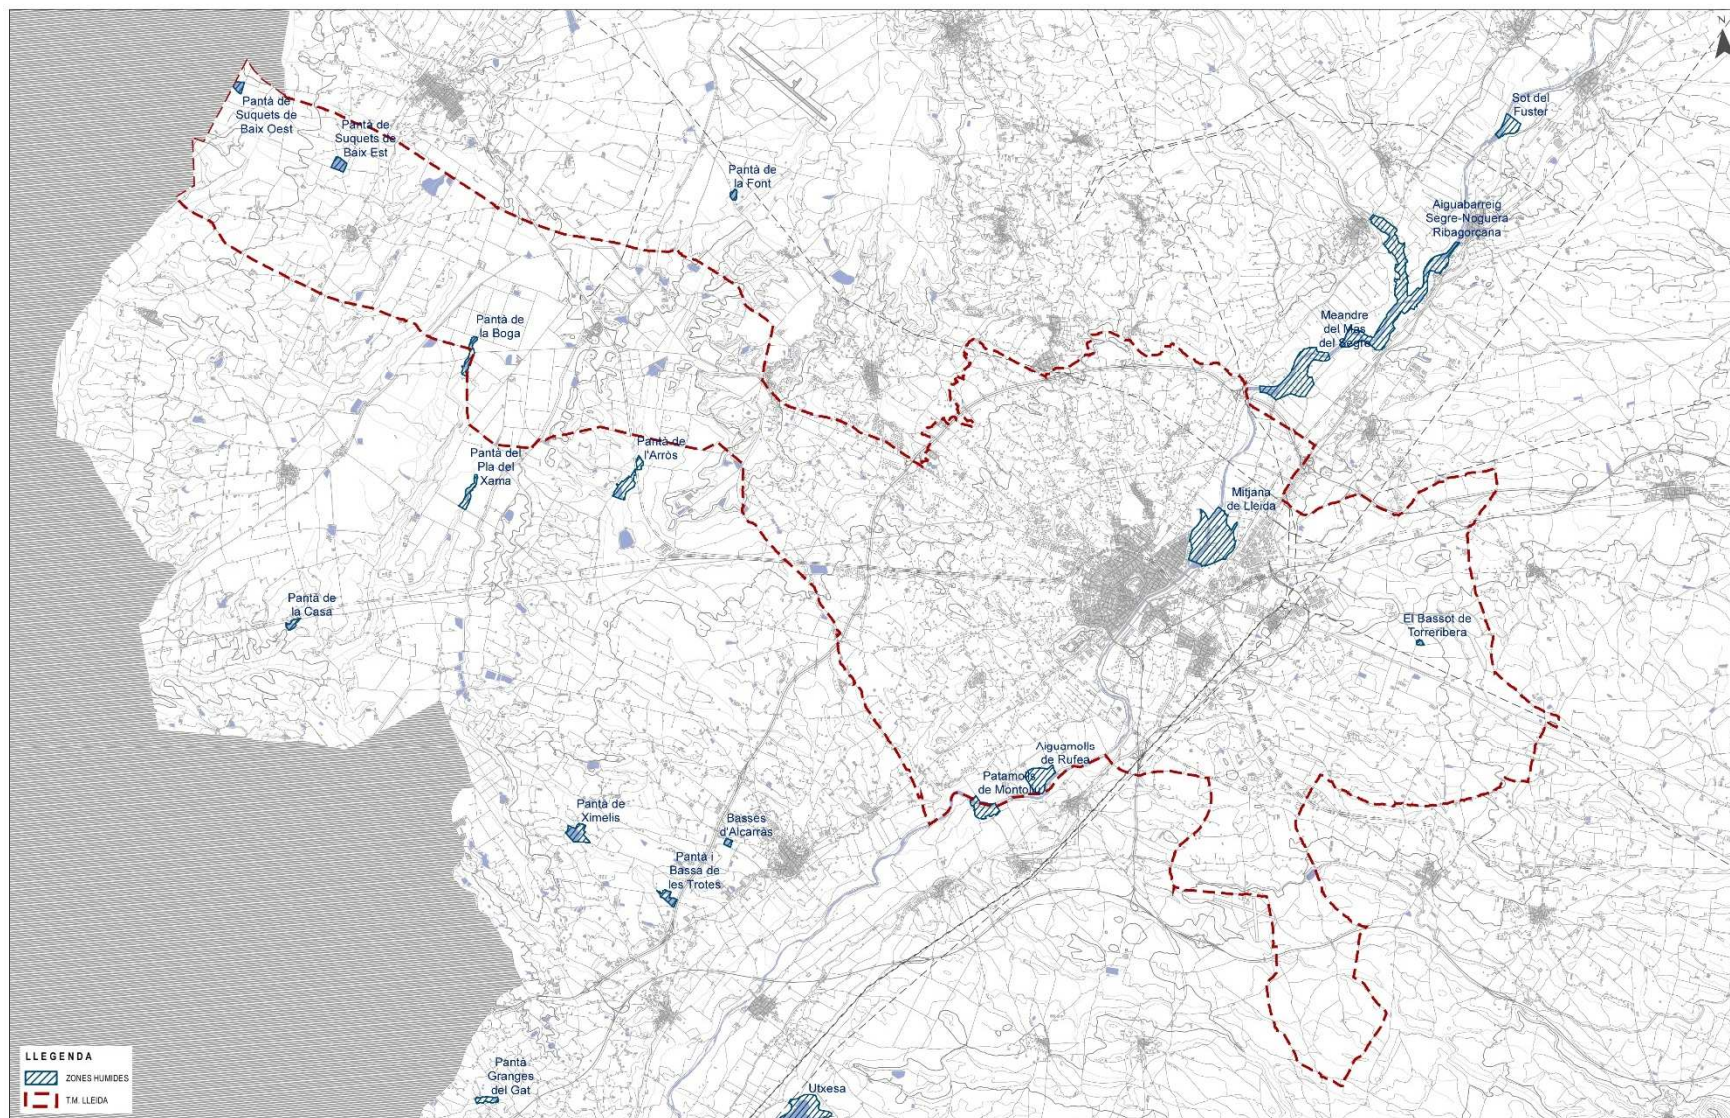 N
Pantà de
Suquets de
Baix Oest
Pantà de
Suquets de
Baix Est
Pantà de
la Font
Sot del
Fuster
Aiguabarreig
Segre-Noguera
Ribagorçana
Pantà de
la Boga
Meandre
del Mas
del Segre
Pantà del
Pla del
Xama
Pantà de
l'Arròs
Mitjana
de Lleida
Pantà de
la Casa
El Bassot de
Torreribera
Aiguamolls
de Rufea
Patamolls
de Montoliu
Pantà de
Ximelis
Basses
d'Alcarràs
Pantà i
Bassa de
les Trotes
Pantà
Granges
del Gat
Utxesa
LLEGENDA
ZONES HUMIDES
T.M. LLEIDA